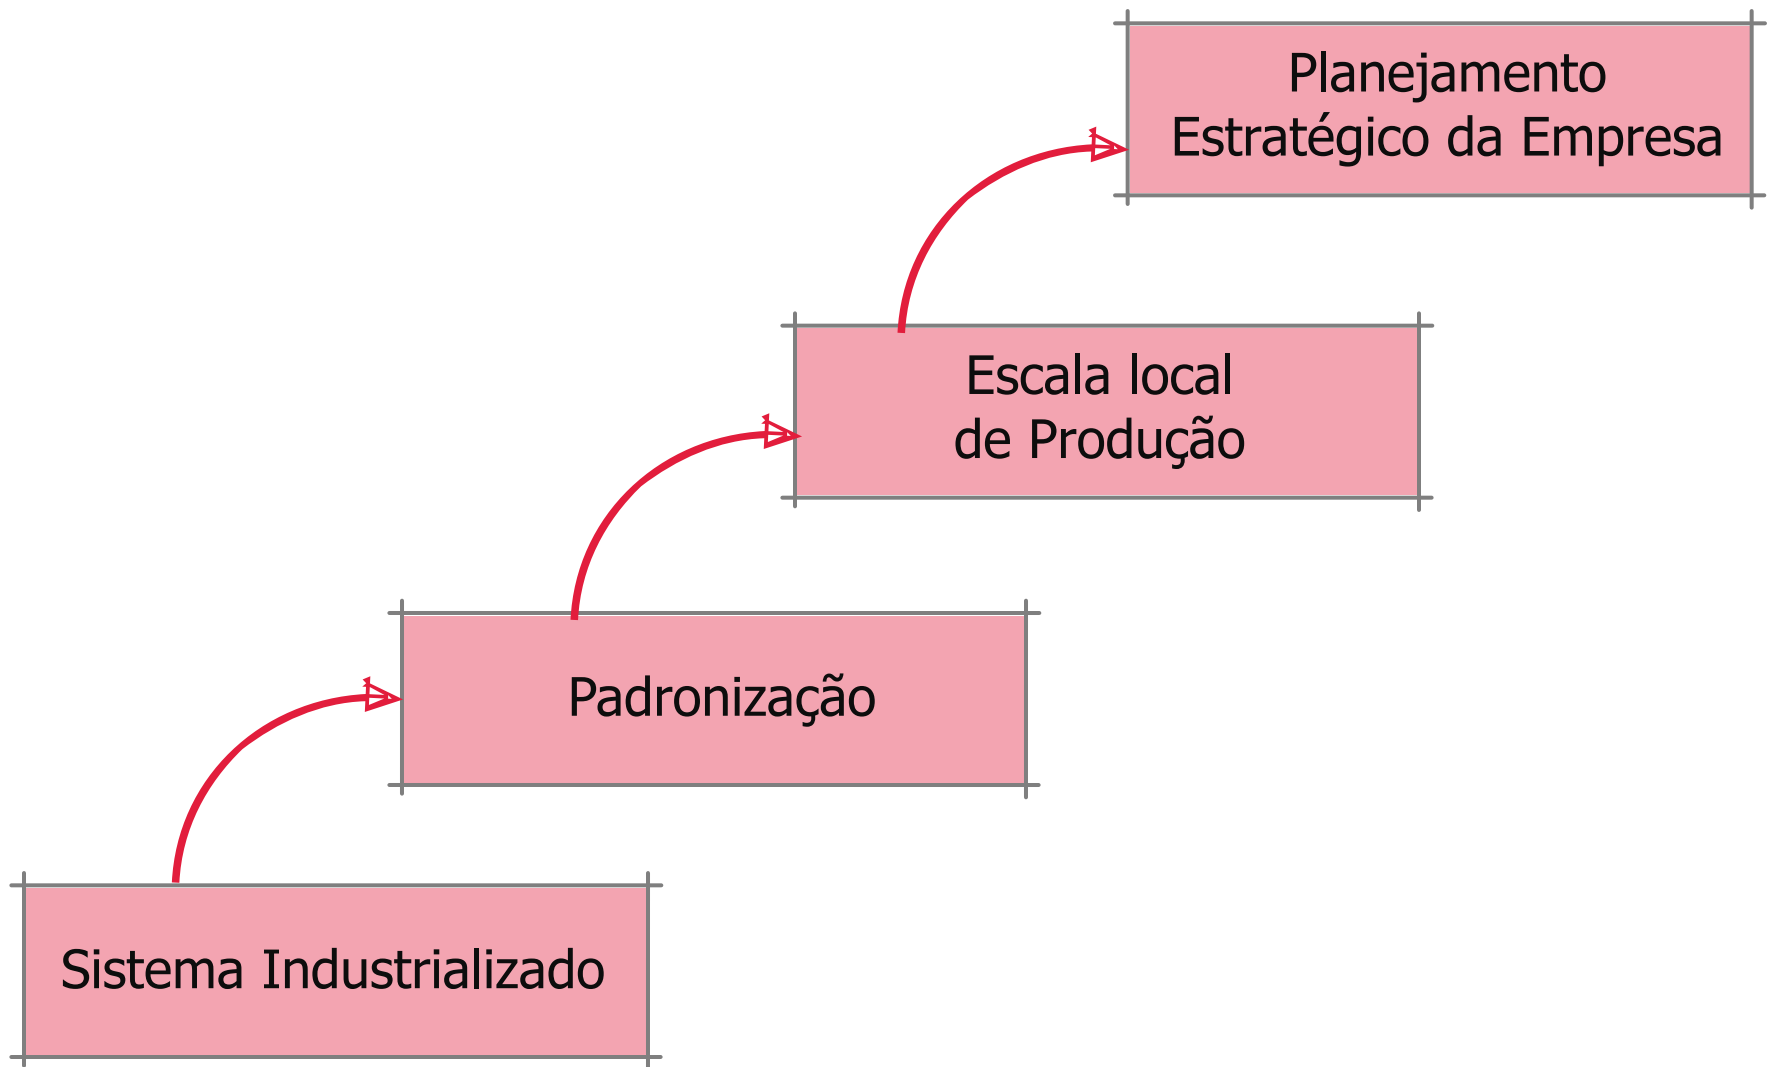 Planejamento
Estratégico da Empresa
Escala local
de Produção
Padronização
Sistema Industrializado